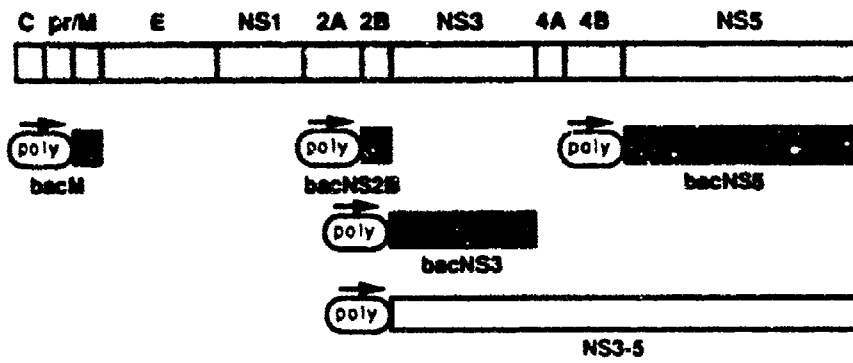 C pr/M E NS1 2A 2B NS3 4A 4B NS5
poly poly poly
bacM bacNS2B bacNS5
poly
bacNS3
poly
NS3-5